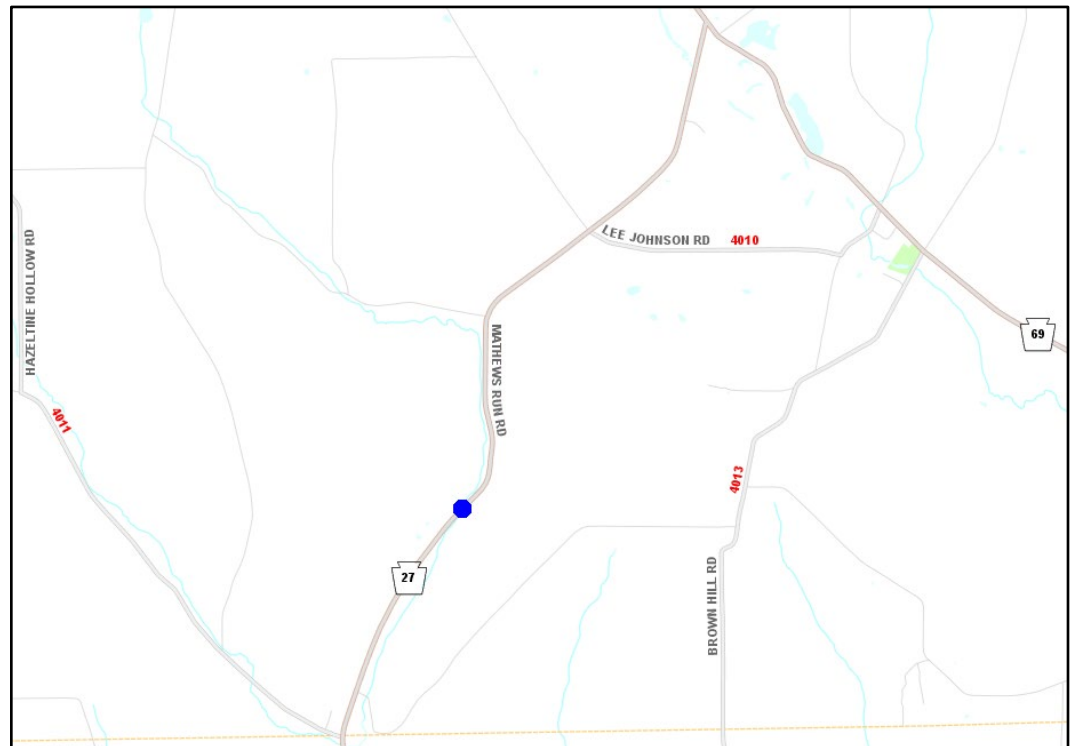 LEE JOHNSON RD 4010
HAZELTINE HOLLOW RD
69
MATHEWS RUN RD
4011
4013
27
BROWN HILL RD